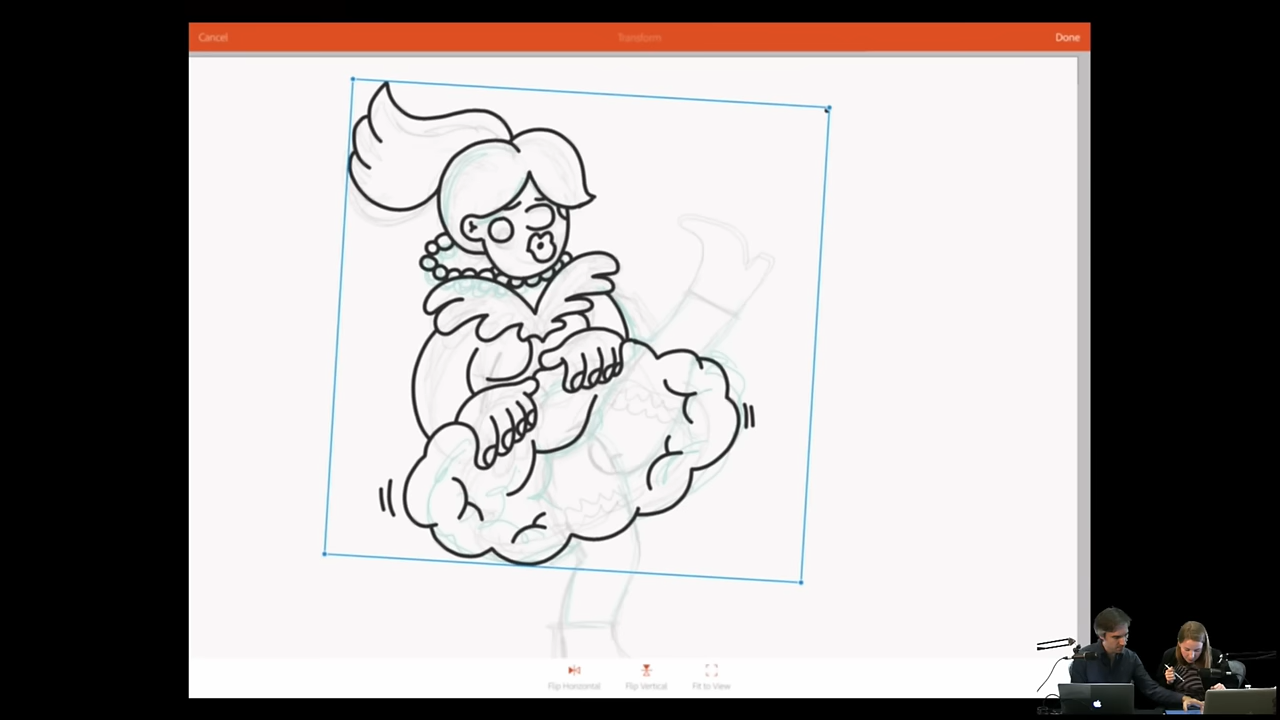 Cancel
Transform
Done
Flip Horizontal
Flip Vertical
Fit to View